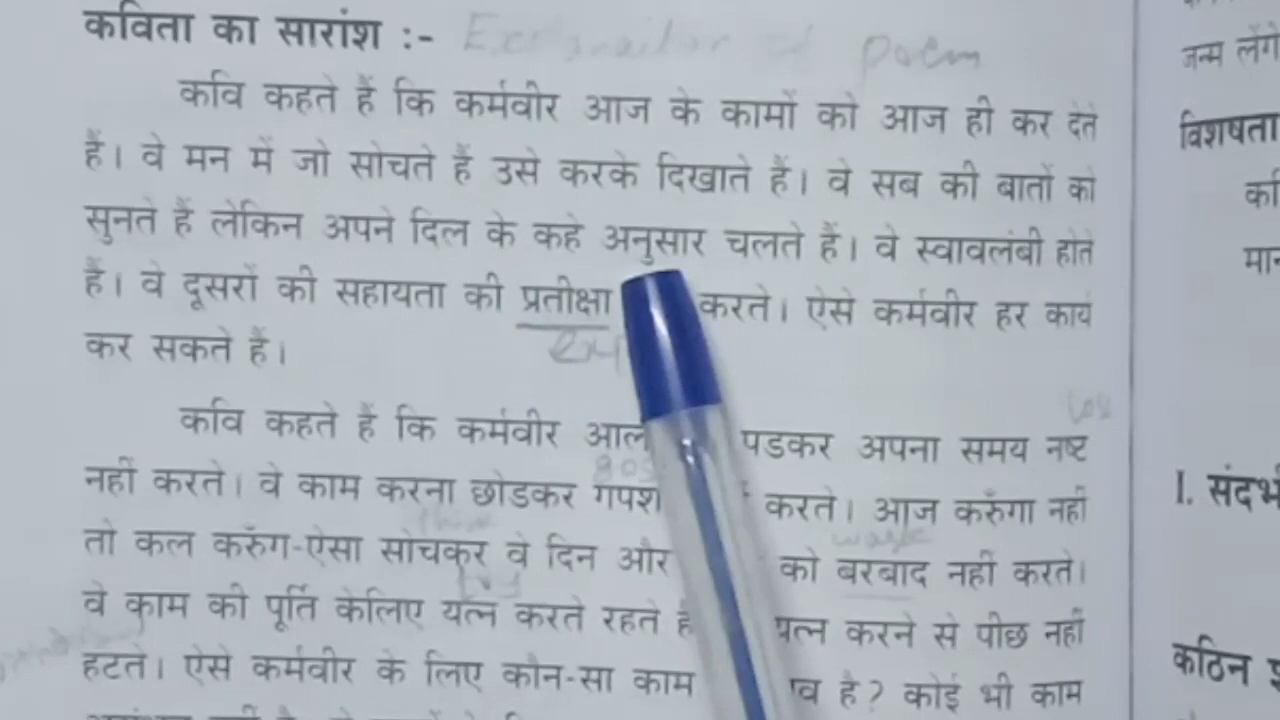 कविता का सारांश :- poem
कवि कहते हैं कि कर्मवीर आज के कामों को आज ही कर देते
हैं। वे मन में जो सोचते हैं उसे करके दिखाते हैं। वे सब की बातों को
सुनते हैं लेकिन अपने दिल के कहे अनुसार चलते हैं। वे स्वावलंबी होते
हैं। वे दूसरों की सहायता की प्रतीक्षा करते। ऐसे कर्मवीर हर कार्य
कर सकते हैं।
कवि कहते हैं कि कर्मवीर पडकर अपना समय नष्ट
नहीं करते। वे काम करना छोडकर करते। आज करुँगा नहीं
तो कल करुँग-ऐसा सोचकर वे दिन और को बरबाद नहीं करते।
वे काम की पूर्ति केलिए यत्न करते रहते करने से पीछ नहीं
हटते। ऐसे कर्मवीर के लिए कौन-सा काम है? कोई भी काम
जन्म लेंगे
विशषता
I. संदर्भ
कठिन